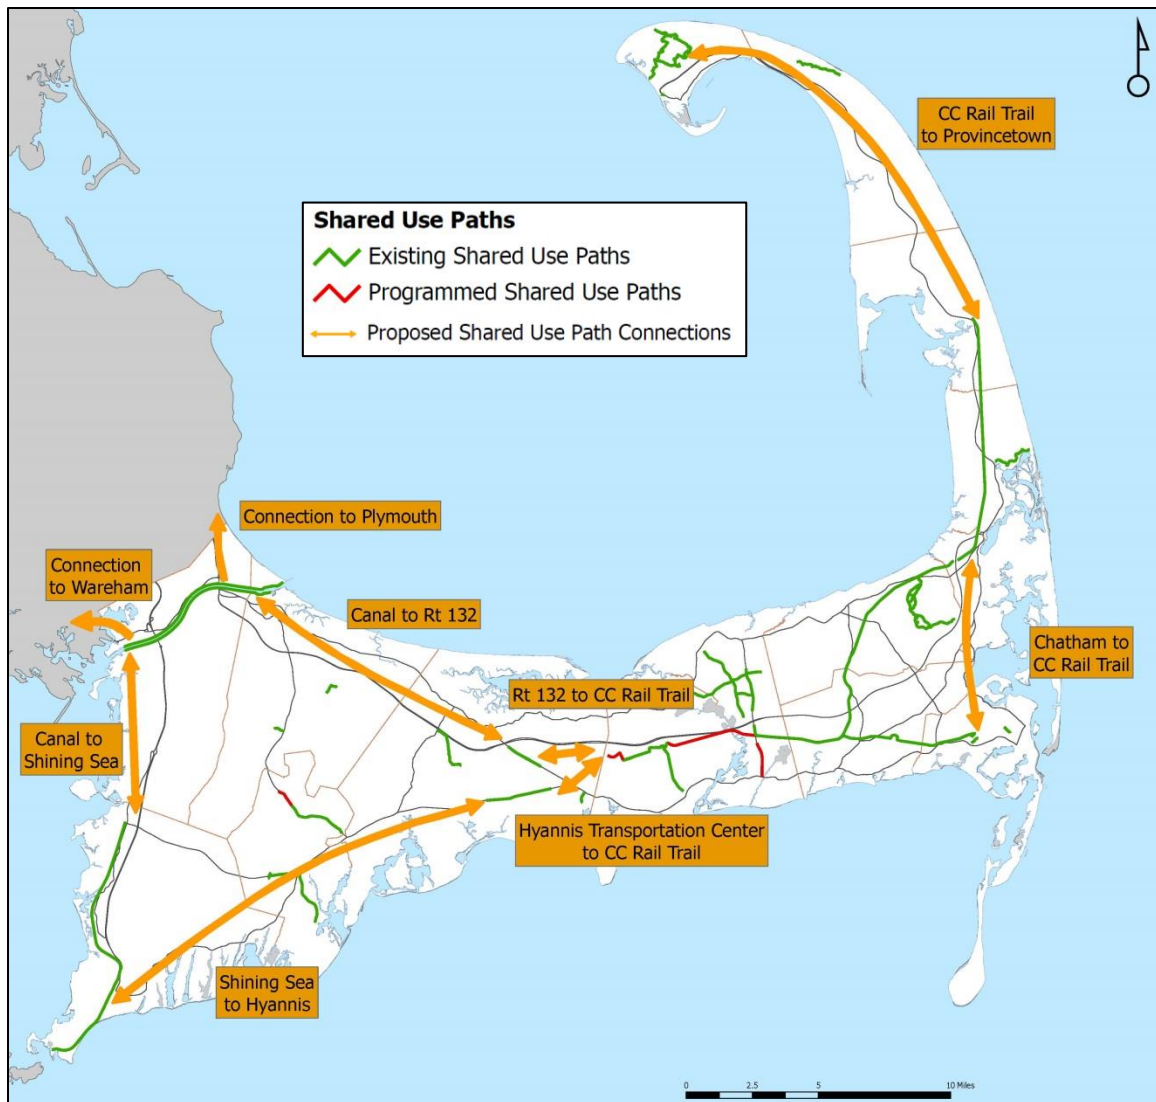 CC Rail Trail
to Provincetown
Shared Use Paths
Existing Shared Use Paths
Programmed Shared Use Paths
Proposed Shared Use Path Connections
Connection to Plymouth
Connection
to Wareham
Canal to Rt 132
Chatham to
CC Rail Trail
Rt 132 to CC Rail Trail
Canal to
Shining Sea
Hyannis Transportation Center
to CC Rail Trail
Shining Sea
to Hyannis
0 2.5 5 10 Miles